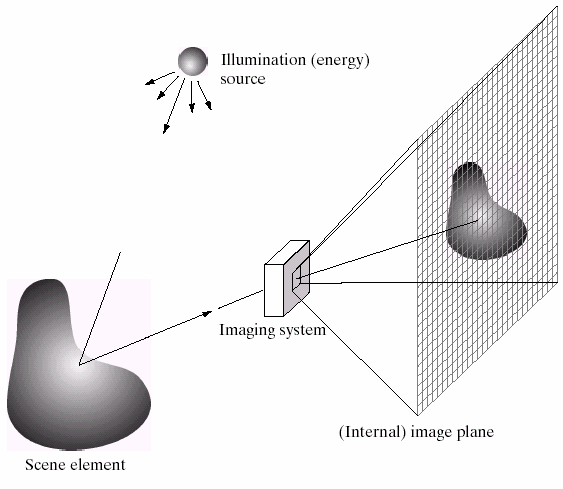 Illumination (energy)
source
Imaging system
(Internal) image plane
Scene element